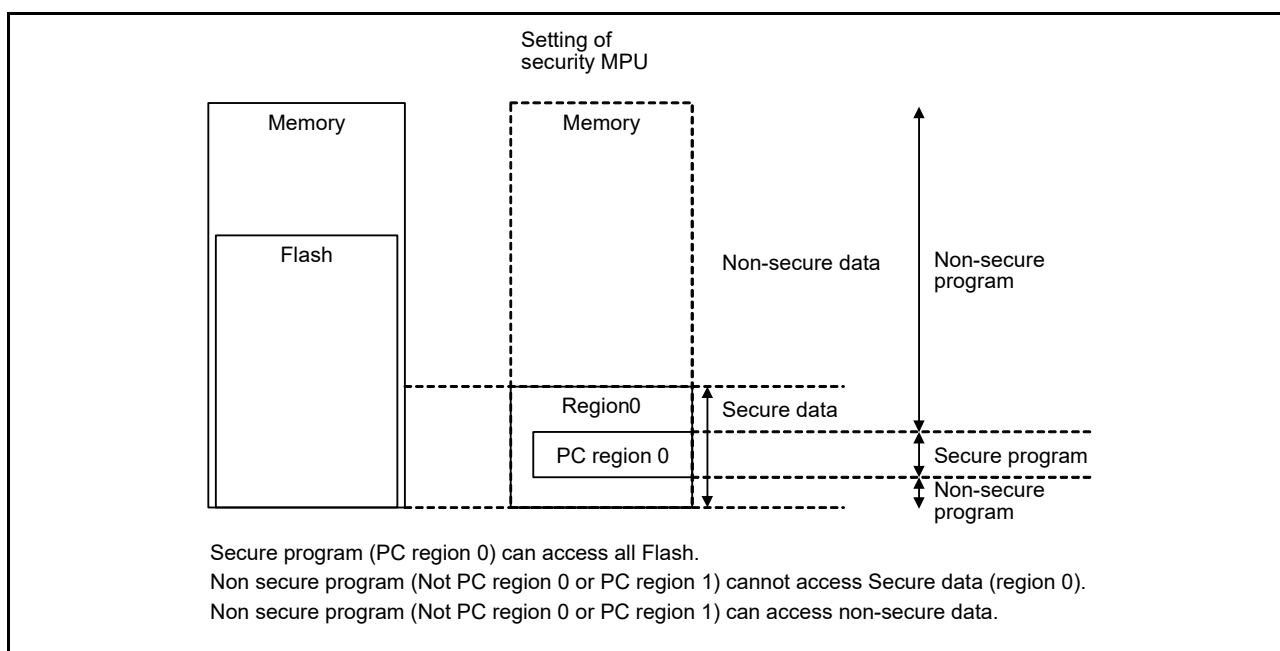 Setting of
security MPU
Memory
Memory
Flash
Non-secure data
Non-secure
program
Region0
Secure data
PC region 0
Secure program
Non-secure
program
Secure program (PC region 0) can access all Flash.
Non secure program (Not PC region 0 or PC region 1) cannot access Secure data (region 0).
Non secure program (Not PC region 0 or PC region 1) can access non-secure data.